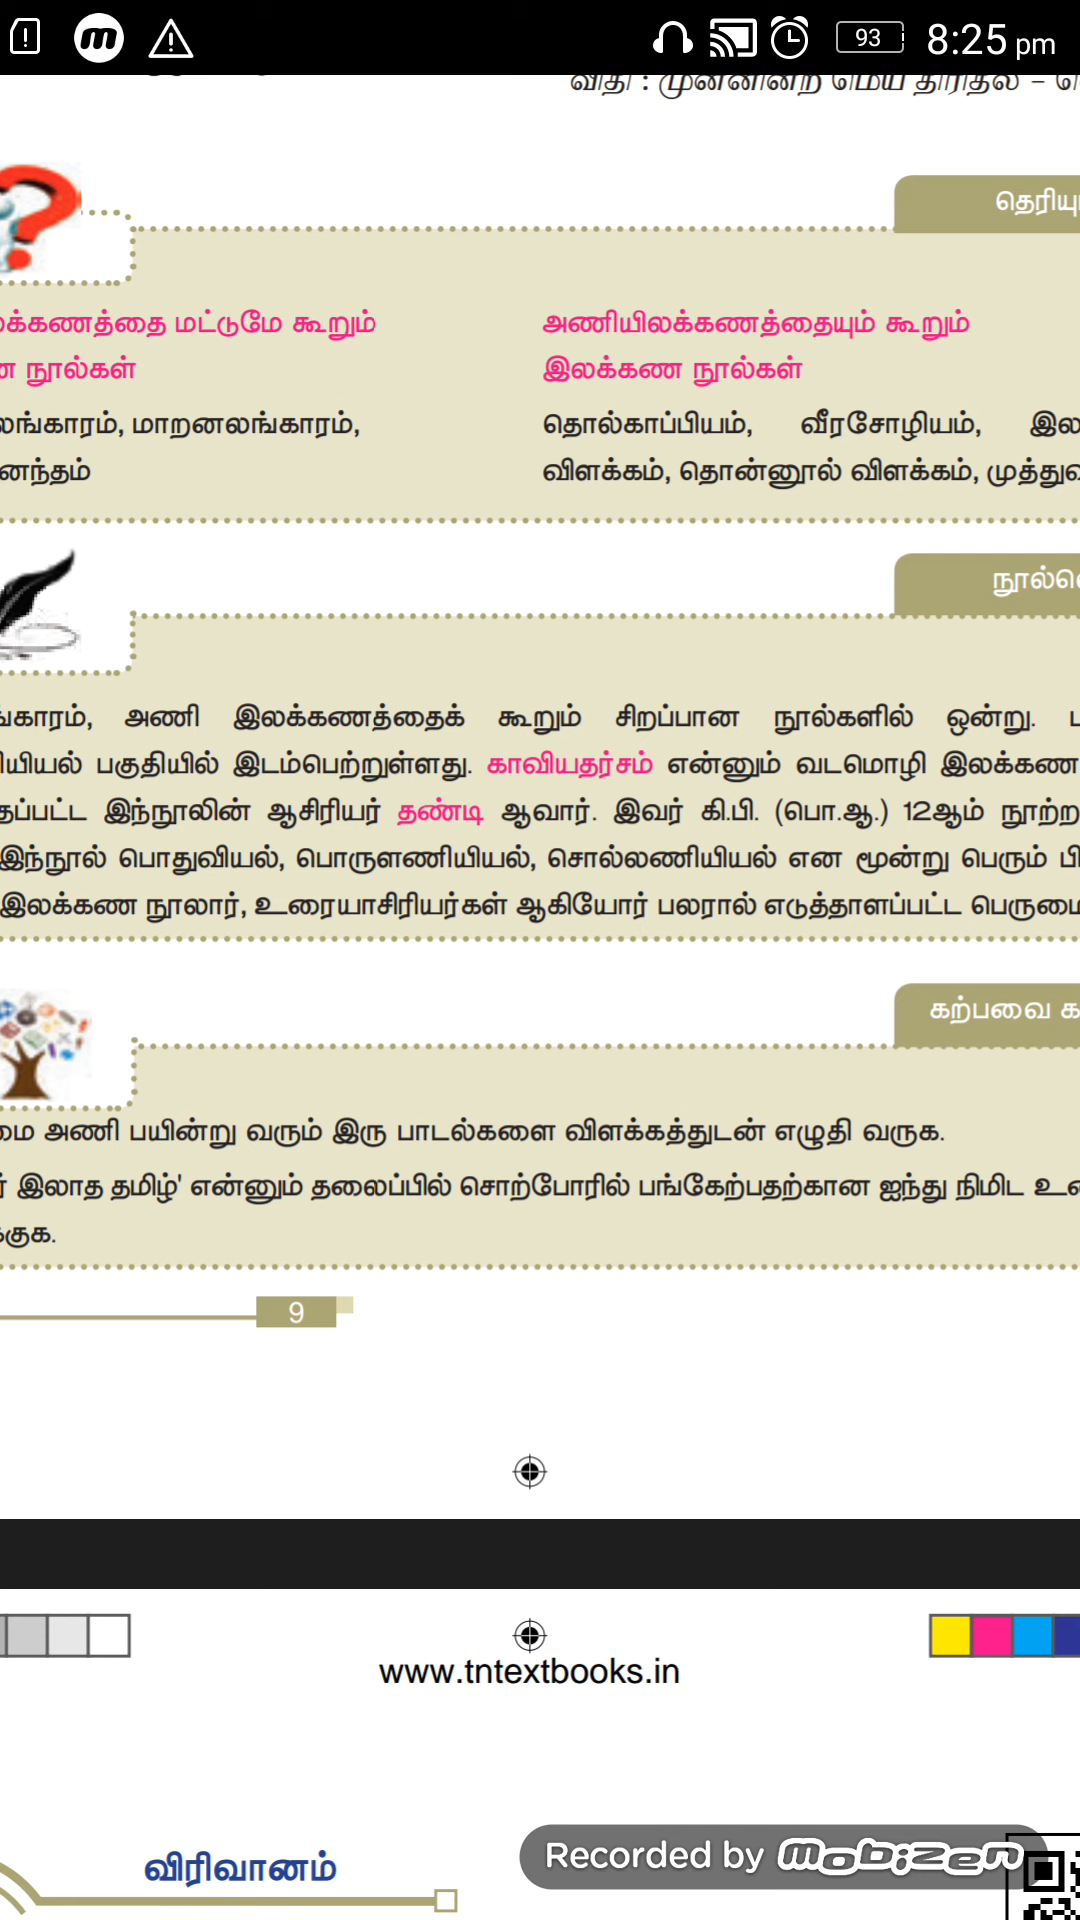 93 8:25 pm
விதி : முன்னின்ற மெய் திரிதல் –
க்கணத்தை மட்டுமே கூறும்
நூல்கள்
லங்காரம், மாறனலங்காரம்,
னந்தம்
அணியிலக்கணத்தையும் கூறும்
இலக்கண நூல்கள்
தொல்காப்பியம், வீரசோழியம், இல
விளக்கம், தொன்னூல் விளக்கம், முத்துவ
ங்காரம், அணி இலக்கணத்தைக் கூறும் சிறப்பான நூல்களில் ஒன்று.
யியல் பகுதியில் இடம்பெற்றுள்ளது. காவியதர்சம் என்னும் வடமொழி இலக்கண
தப்பட்ட இந்நூலின் ஆசிரியர் தண்டி ஆவார். இவர் கி.பி. (பொ.ஆ.) 12ஆம் நூற்ற
இந்நூல் பொதுவியல், பொருளணியியல், சொல்லணியியல் என மூன்று பெரும் பி
இலக்கண நூலார், உரையாசிரியர்கள் ஆகியோர் பலரால் எடுத்தாளப்பட்ட பெருமை
கற்பவை க
மை அணி பயின்று வரும் இரு பாடல்களை விளக்கத்துடன் எழுதி வருக.
ர் இலாத தமிழ்' என்னும் தலைப்பில் சொற்போரில் பங்கேற்பதற்கான ஐந்து நிமிட உ
க்குக.
9
www.tntextbooks.in
விரிவானம்
Recorded by mobizen